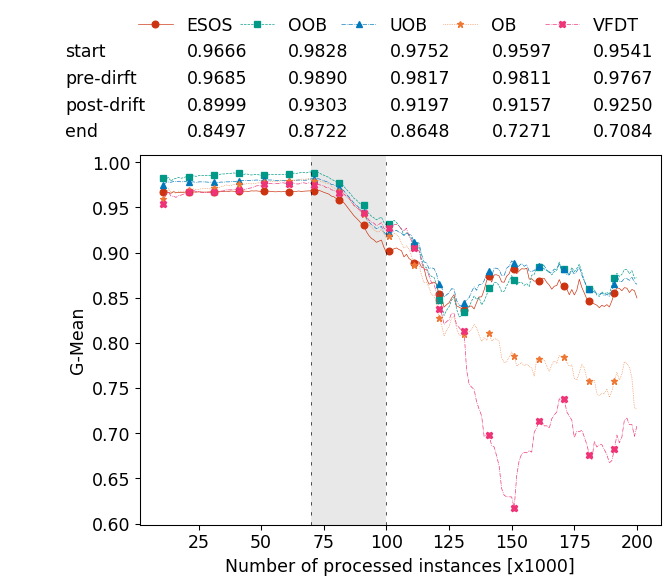 ESOS OOB UOB OB VFDT
start 0.9666 0.9828 0.9752 0.9597 0.9541
pre-dirft 0.9685 0.9890 0.9817 0.9811 0.9767
post-drift 0.8999 0.9303 0.9197 0.9157 0.9250
end 0.8497 0.8722 0.8648 0.7271 0.7084
1.00
0.95
0.90
0.85
0.80
0.75
0.70
0.65
0.60
G-Mean
25 50 75 100 125 150 175 200
Number of processed instances [x1000]